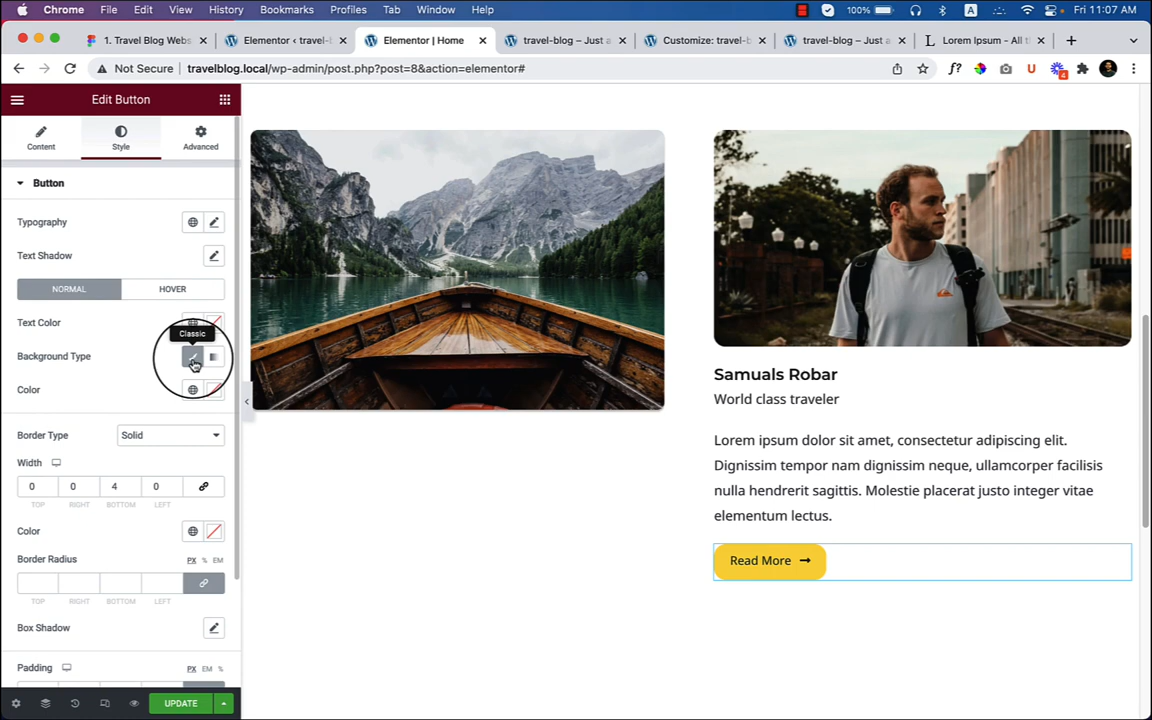 Chrome File Edit View History Bookmarks Profiles Tab Window Help 100% A Fri 11:07 AM
1. Travel Blog Webs Elementor ‹ travel-b Elementor | Home travel-blog – Just a Customize: travel-b travel-blog – Just a Lorem Ipsum - All t
Not Secure travelblog.local/wp-admin/post.php?post=8&action=elementor# f? U 4
Edit Button
Content Style Advanced
Button
Typography
Text Shadow
NORMAL HOVER
Text Color
Classic
Background Type
Color
Border Type Solid
Width
0 0 4 0
TOP RIGHT BOTTOM LEFT
Color
Border Radius PX % EM
TOP RIGHT BOTTOM LEFT
Box Shadow
Padding PX EM %
UPDATE
Samuals Robar
World class traveler
Lorem ipsum dolor sit amet, consectetur adipiscing elit.
Dignissim tempor nam dignissim neque, ullamcorper facilisis
nulla hendrerit sagittis. Molestie placerat justo integer vitae
elementum lectus.
Read More →